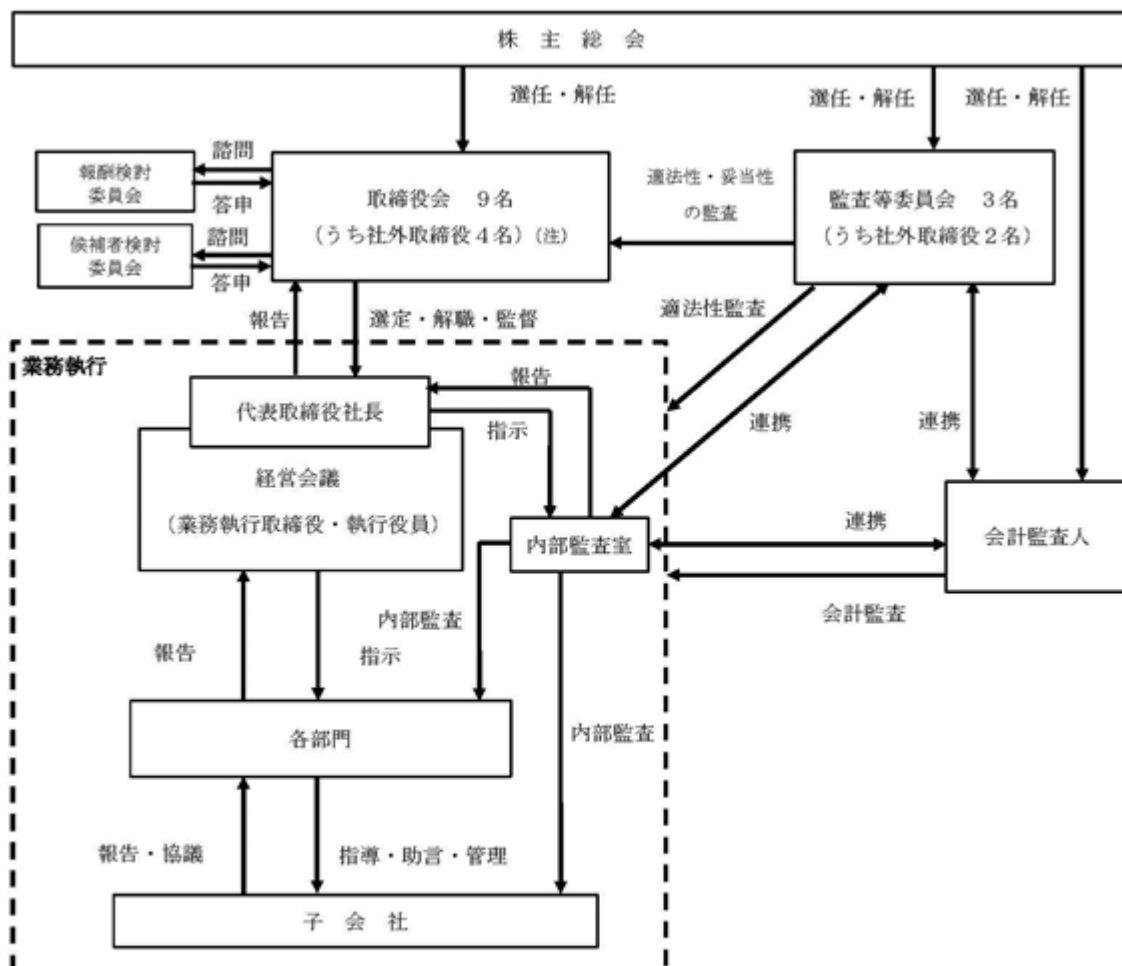 株 主 総 会
選任・解任
選任・解任
選任・解任
報酬検討
委員会
諮問
答申
取締役会 9名
(うち社外取締役4名)(注)
適法性・妥当性
の監査
監査等委員会 3名
(うち社外取締役2名)
候補者検討
委員会
諮問
答申
報告
選定・解職・監督
適法性監査
業務執行
代表取締役社長
報告
指示
連携
連携
経営会議
(業務執行取締役・執行役員)
内部監査室
連携
会計監査人
会計監査
報告
指示
内部監査
各部門
内部監査
報告・協議
指導・助言・管理
子 会 社